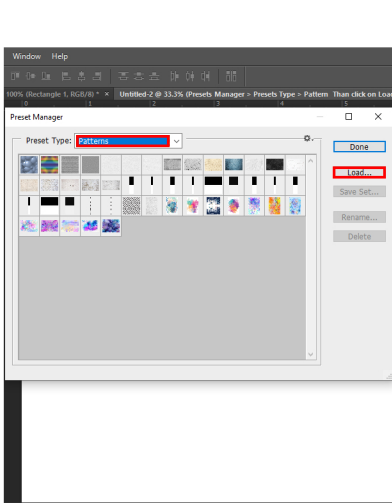 Window Help
100% (Rectangle 1, RGB/8) * × Untitled-2 @ 33.3% (Presets Manager > Presets Type > Pattern Than click on Loa
Preset Manager
Preset Type: Patterns
Done
Load...
Save Set...
Rename...
Delete